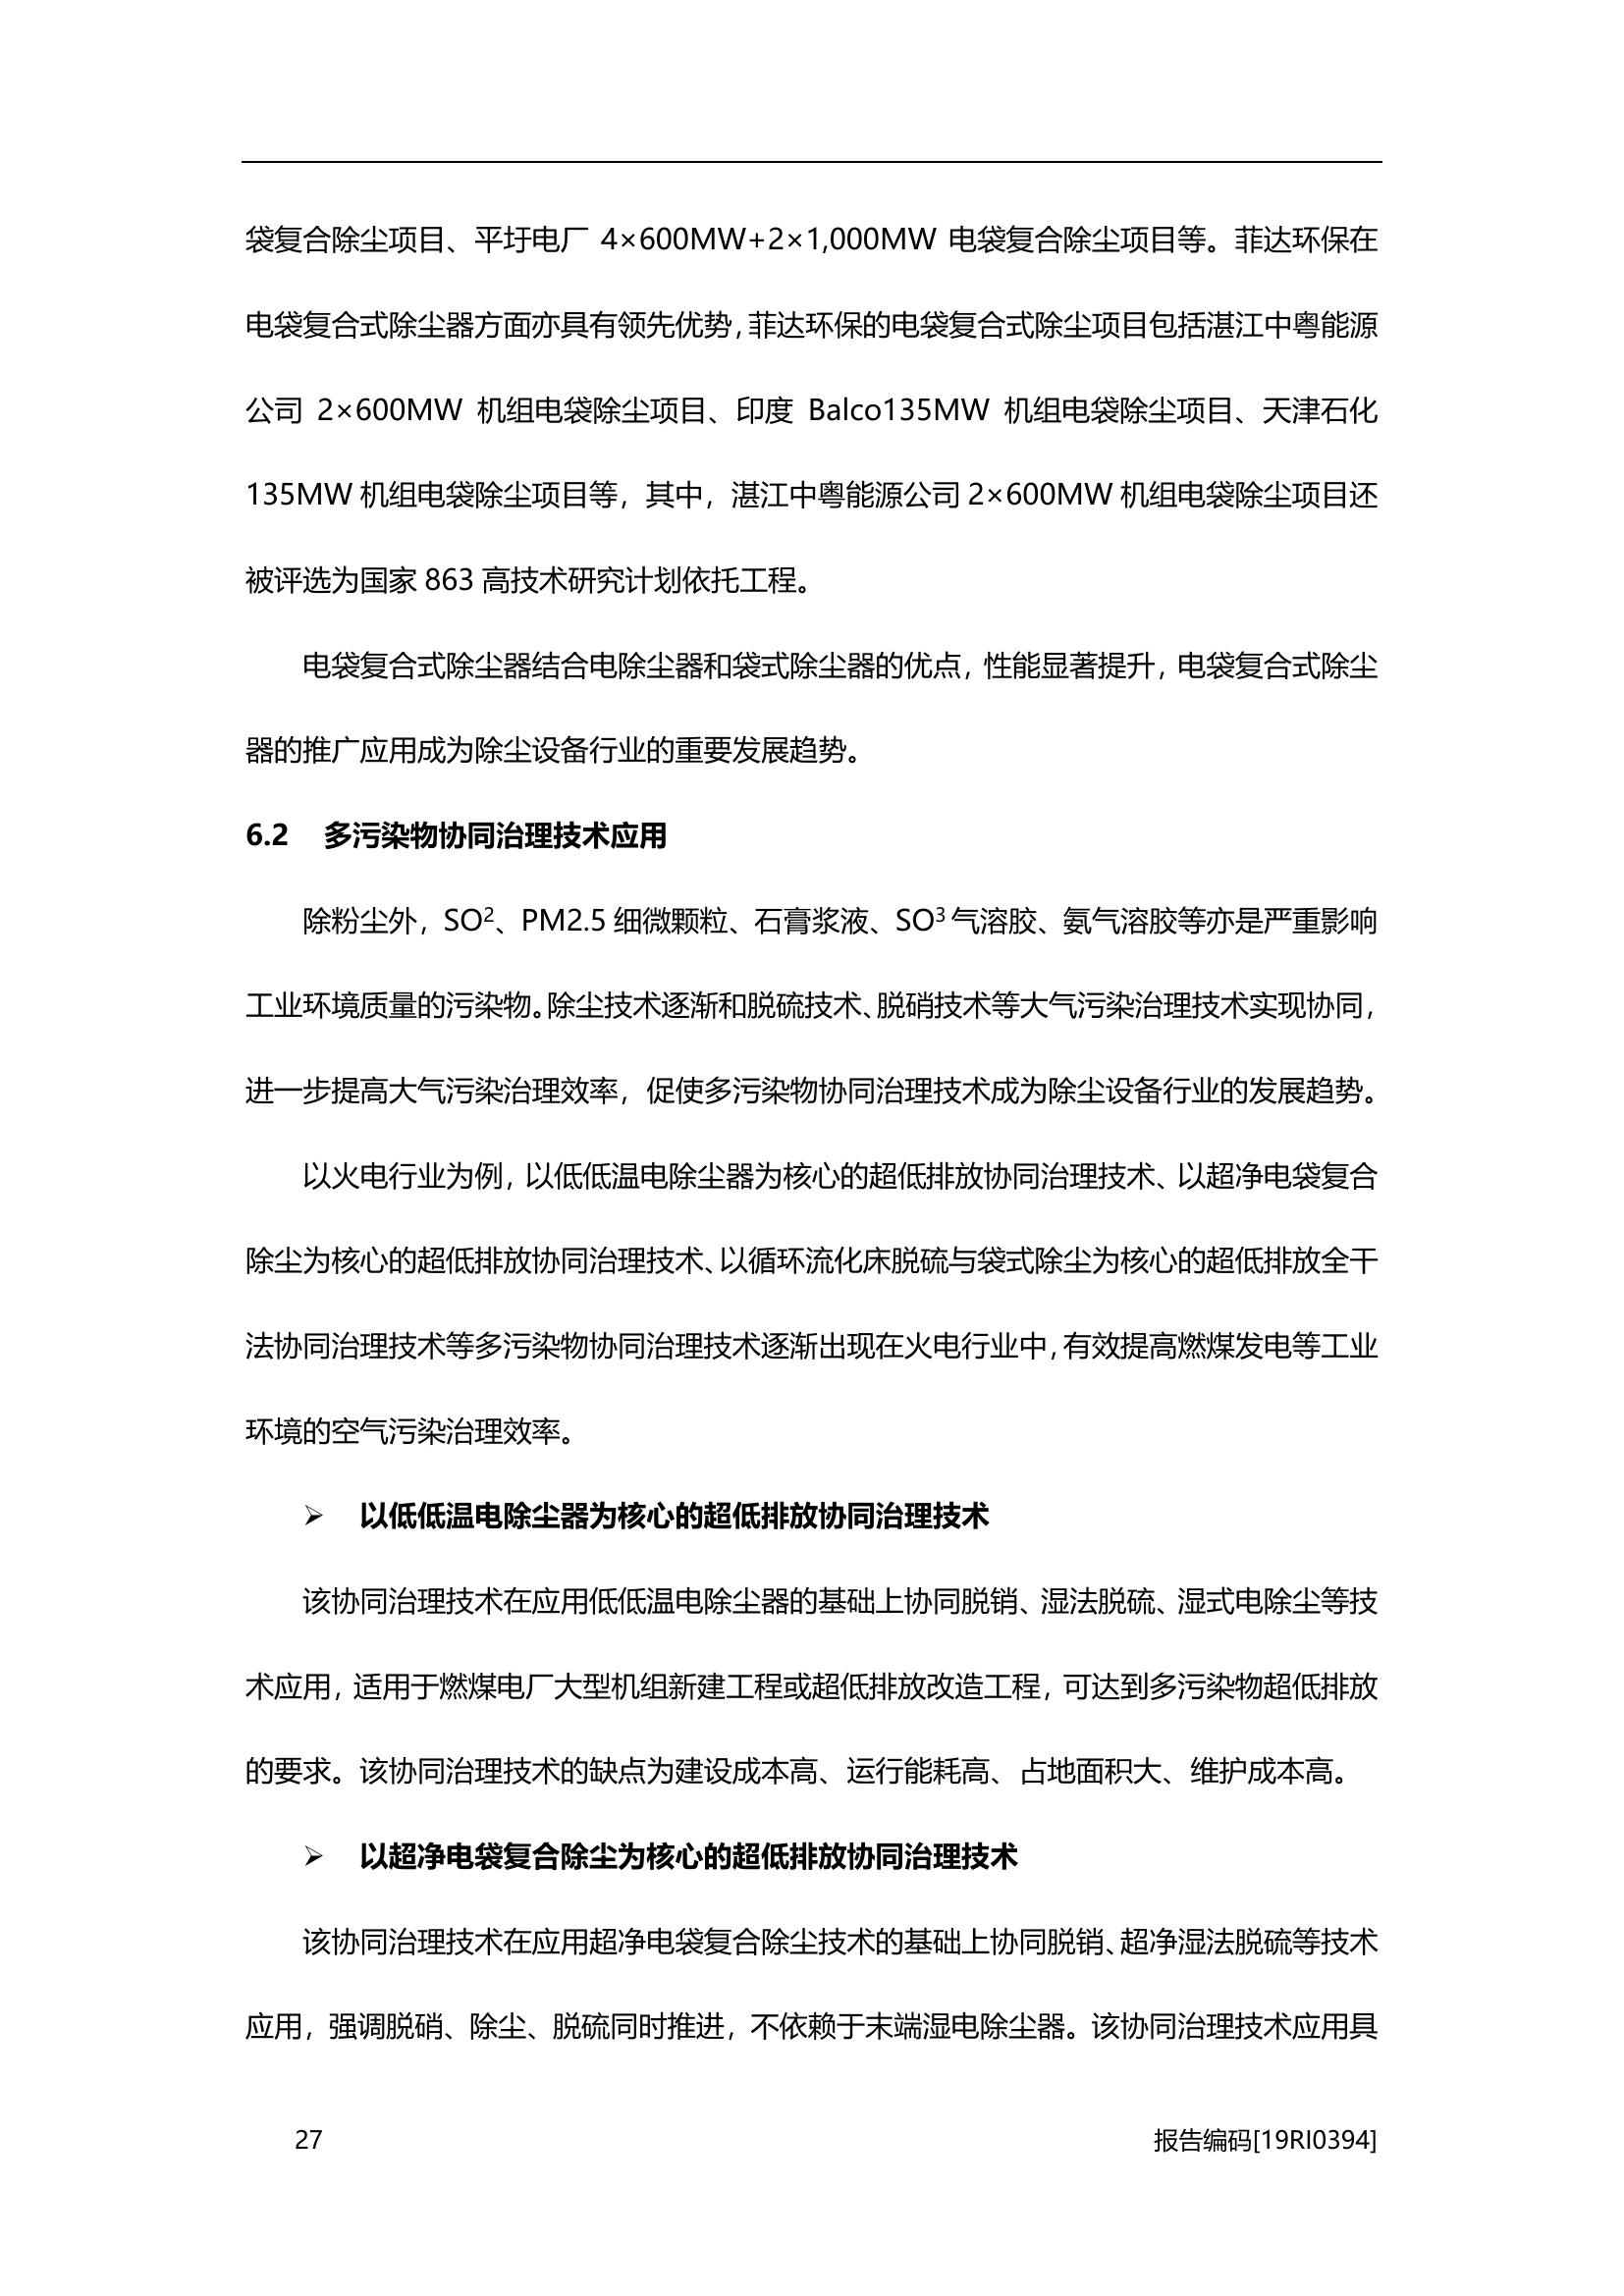 袋复合除尘项目、平圩电厂 4×600MW+2×1,000MW 电袋复合除尘项目等。菲达环保在
电袋复合式除尘器方面亦具有领先优势，菲达环保的电袋复合式除尘项目包括湛江中粤能源
公司 2×600MW 机组电袋除尘项目、印度 Balco135MW 机组电袋除尘项目、天津石化
135MW 机组电袋除尘项目等，其中，湛江中粤能源公司 2×600MW 机组电袋除尘项目还
被评选为国家 863 高技术研究计划依托工程。
电袋复合式除尘器结合电除尘器和袋式除尘器的优点，性能显著提升，电袋复合式除尘
器的推广应用成为除尘设备行业的重要发展趋势。
6.2 多污染物协同治理技术应用
除粉尘外，SO²、PM2.5 细微颗粒、石膏浆液、SO³ 气溶胶、氨气溶胶等亦是严重影响
工业环境质量的污染物。除尘技术逐渐和脱硫技术、脱硝技术等大气污染治理技术实现协同，
进一步提高大气污染治理效率，促使多污染物协同治理技术成为除尘设备行业的发展趋势。
以火电行业为例，以低低温电除尘器为核心的超低排放协同治理技术、以超净电袋复合
除尘为核心的超低排放协同治理技术、以循环流化床脱硫与袋式除尘为核心的超低排放全干
法协同治理技术等多污染物协同治理技术逐渐出现在火电行业中，有效提高燃煤发电等工业
环境的空气污染治理效率。
➢ 以低低温电除尘器为核心的超低排放协同治理技术
该协同治理技术在应用低低温电除尘器的基础上协同脱销、湿法脱硫、湿式电除尘等技
术应用，适用于燃煤电厂大型机组新建工程或超低排放改造工程，可达到多污染物超低排放
的要求。该协同治理技术的缺点为建设成本高、运行能耗高、占地面积大、维护成本高。
➢ 以超净电袋复合除尘为核心的超低排放协同治理技术
该协同治理技术在应用超净电袋复合除尘技术的基础上协同脱销、超净湿法脱硫等技术
应用，强调脱硝、除尘、脱硫同时推进，不依赖于末端湿电除尘器。该协同治理技术应用具
27 报告编码[19RI0394]